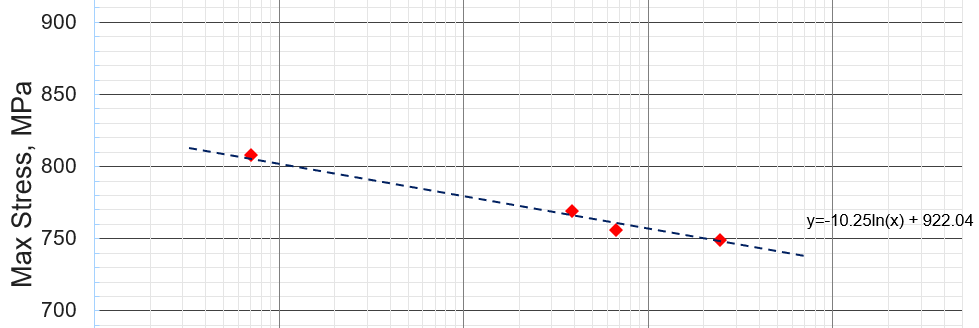 900
850
Max Stress, MPa
800
y=-10.25ln(x) + 922.04
750
700